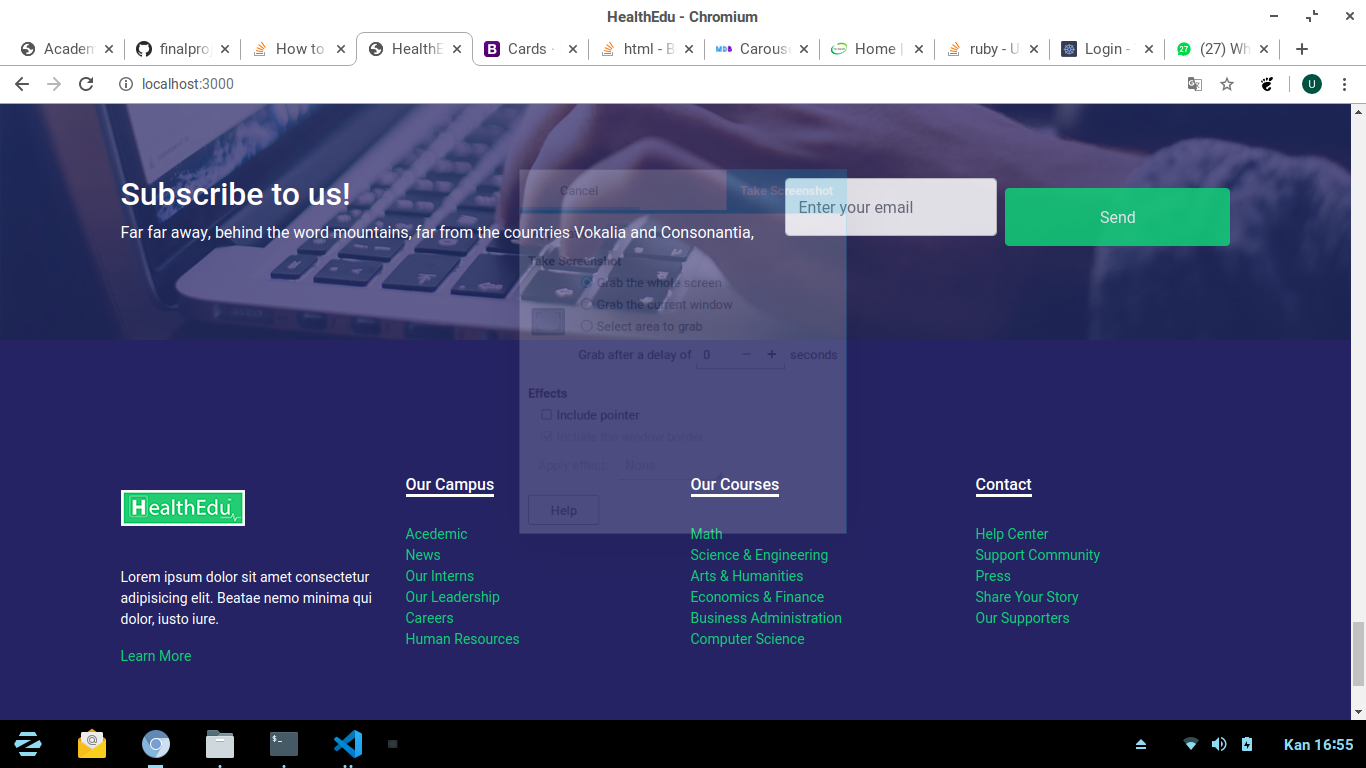 HealthEdu - Chromium
Academ
finalpro
How to
HealthE
Cards -
html - B
Carous
Home |
ruby - U
Login -
(27) Wh
localhost:3000
U
Subscribe to us!
Far far away, behind the word mountains, far from the countries Vokalia and Consonantia,
Enter your email
Send
Cancel
Take Screenshot
Take Screenshot
Grab the whole screen
Grab the current window
Select area to grab
Grab after a delay of 0 − + seconds
Effects
Include pointer
Include the window border
Apply effect: None
Help
HealthEdu
Lorem ipsum dolor sit amet consectetur
adipisicing elit. Beatae nemo minima qui
dolor, iusto iure.
Learn More
Our Campus
Acedemic
News
Our Interns
Our Leadership
Careers
Human Resources
Our Courses
Math
Science & Engineering
Arts & Humanities
Economics & Finance
Business Administration
Computer Science
Contact
Help Center
Support Community
Press
Share Your Story
Our Supporters
Kan 16:55